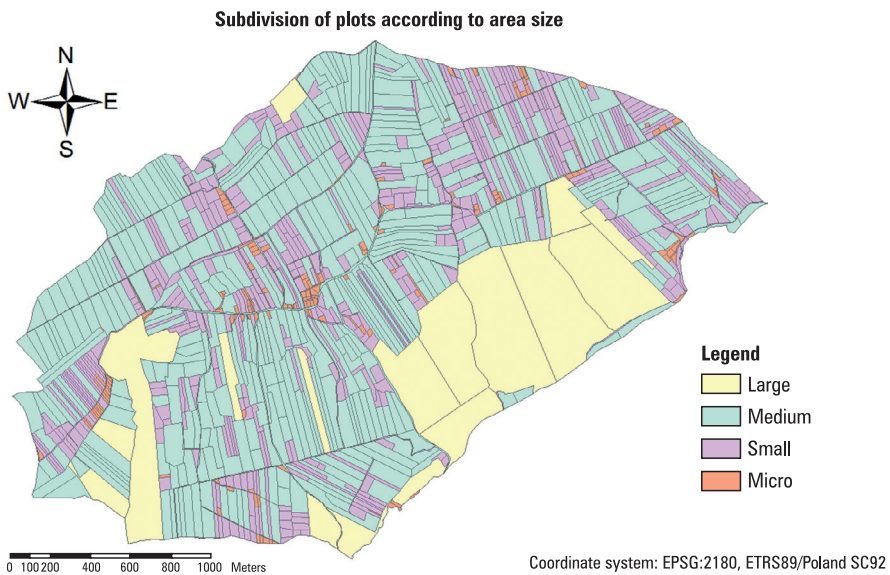 Subdivision of plots according to area size
N
W E
S
Legend
Large
Medium
Small
Micro
0 100 200 400 600 800 1000 Meters
Coordinate system: EPSG:2180, ETRS89/Poland SC92